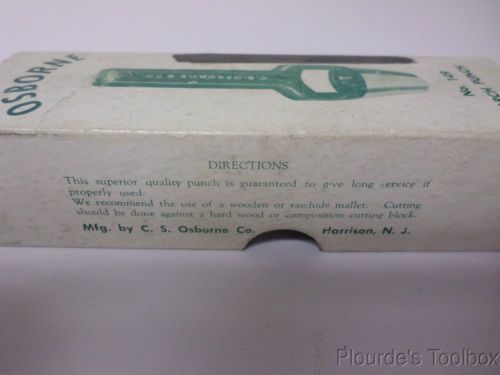 OSBORNE
C. S. OSBORNE & CO.
No. 149
ARCH PUNCH
DIRECTIONS
This superior quality punch is guaranteed to give long service if
properly used.
We recommend the use of a wooden or rawhide mallet. Cutting
should be done against a hard wood or composition cutting block.
Mfg. by C. S. Osborne Co. Harrison, N. J.
Plourde's Toolbox